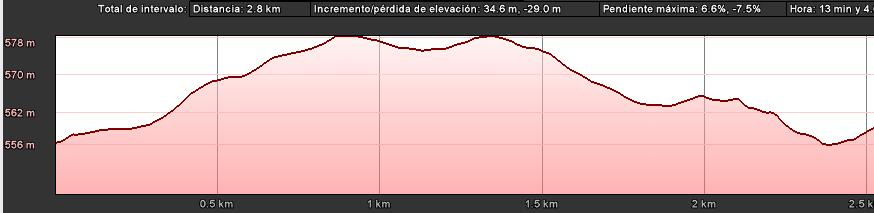 Total de intervalo: Distancia: 2.8 km Incremento/pérdida de elevación: 34.6 m, -29.0 m Pendiente máxima: 6.6%, -7.5% Hora: 13 min y 4
578 m
570 m
562 m
556 m
0.5 km 1 km 1.5 km 2 km 2.5 k